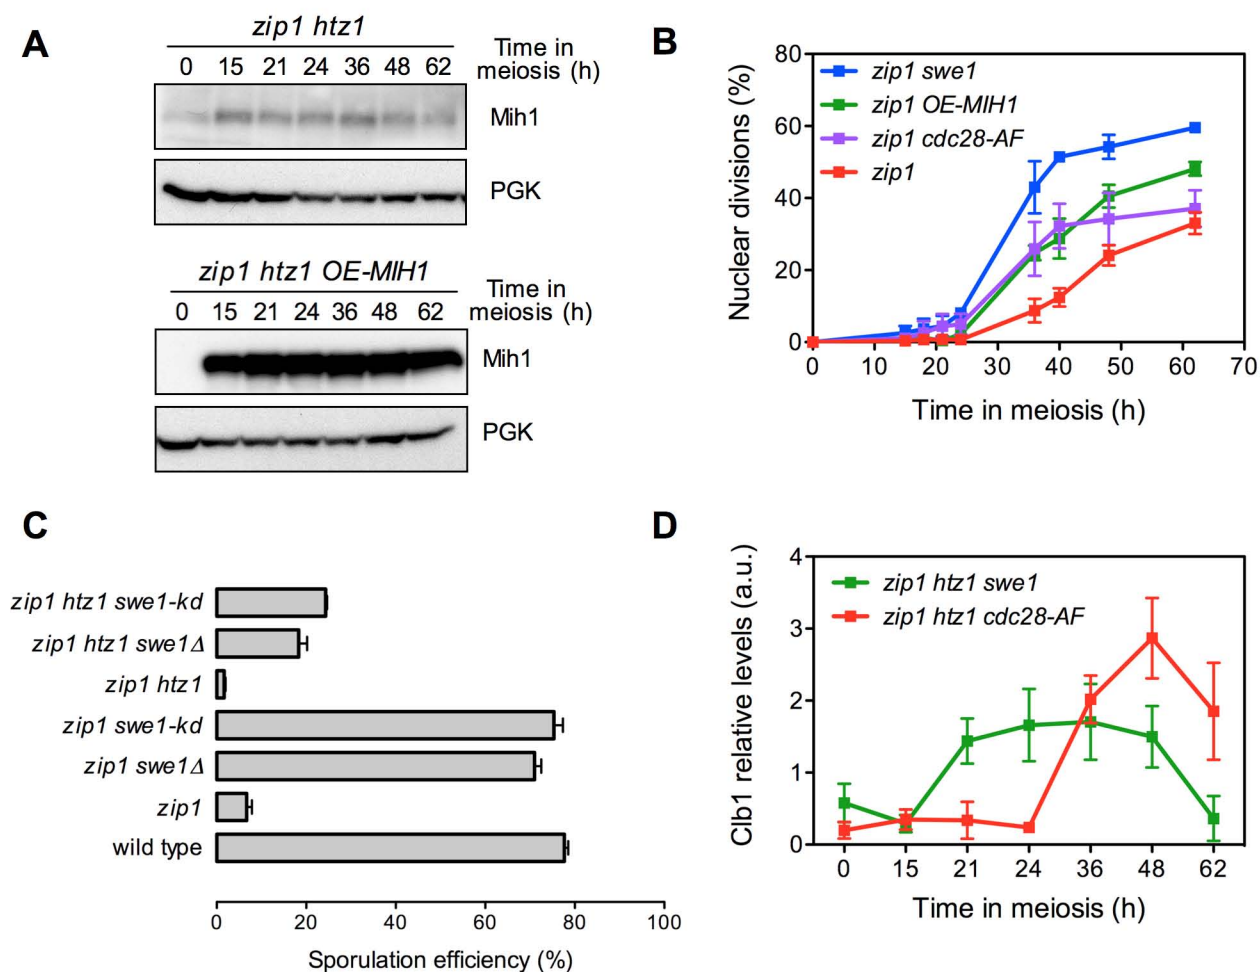 A
zip1 htz1
0 15 21 24 36 48 62
Time in
meiosis (h)
Mih1
PGK
zip1 htz1 OE-MIH1
0 15 21 24 36 48 62
Time in
meiosis (h)
Mih1
PGK
B
Nuclear divisions (%)
80
60
40
20
0
zip1 swe1
zip1 OE-MIH1
zip1 cdc28-AF
zip1
0 10 20 30 40 50 60 70
Time in meiosis (h)
C
zip1 htz1 swe1-kd
zip1 htz1 swe1Δ
zip1 htz1
zip1 swe1-kd
zip1 swe1Δ
zip1
wild type
0 20 40 60 80 100
Sporulation efficiency (%)
D
Clb1 relative levels (a.u.)
4
3
2
1
0
zip1 htz1 swe1
zip1 htz1 cdc28-AF
0 15 21 24 36 48 62
Time in meiosis (h)